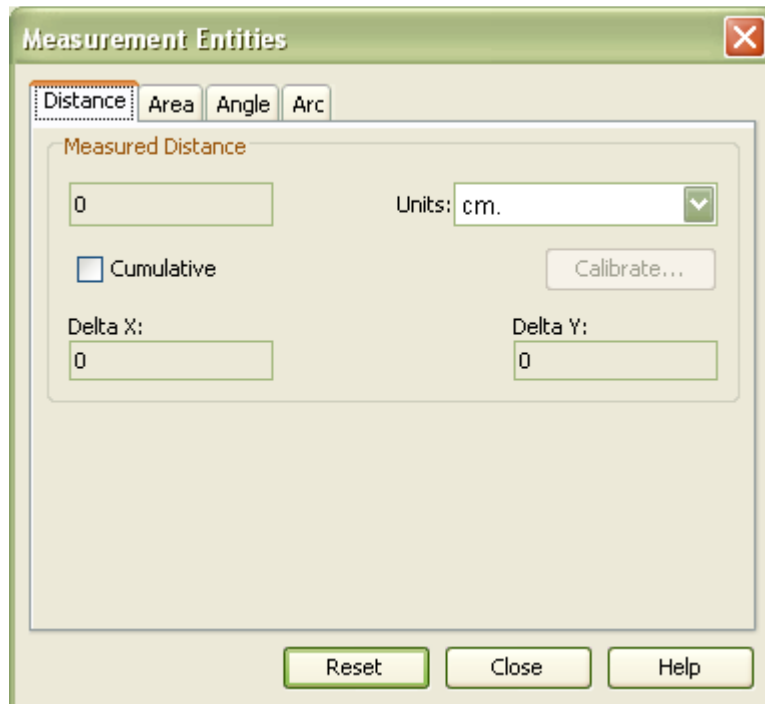 Measurement Entities
Distance Area Angle Arc
Measured Distance
0 Units: cm.
Cumulative Calibrate...
Delta X: Delta Y:
0 0
Reset Close Help